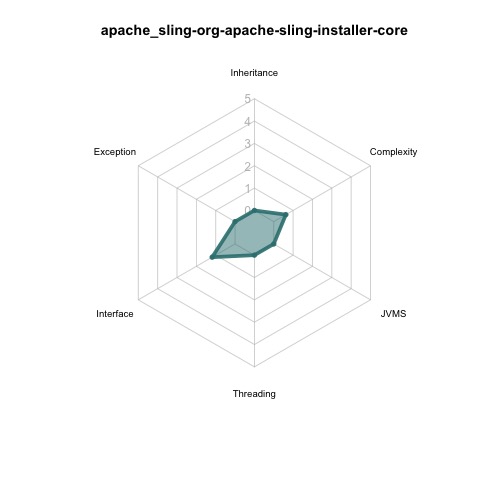 apache_sling-org-apache-sling-installer-core
Inheritance
5
Exception
4
Complexity
3
2
1
0
Interface
JVMS
Threading